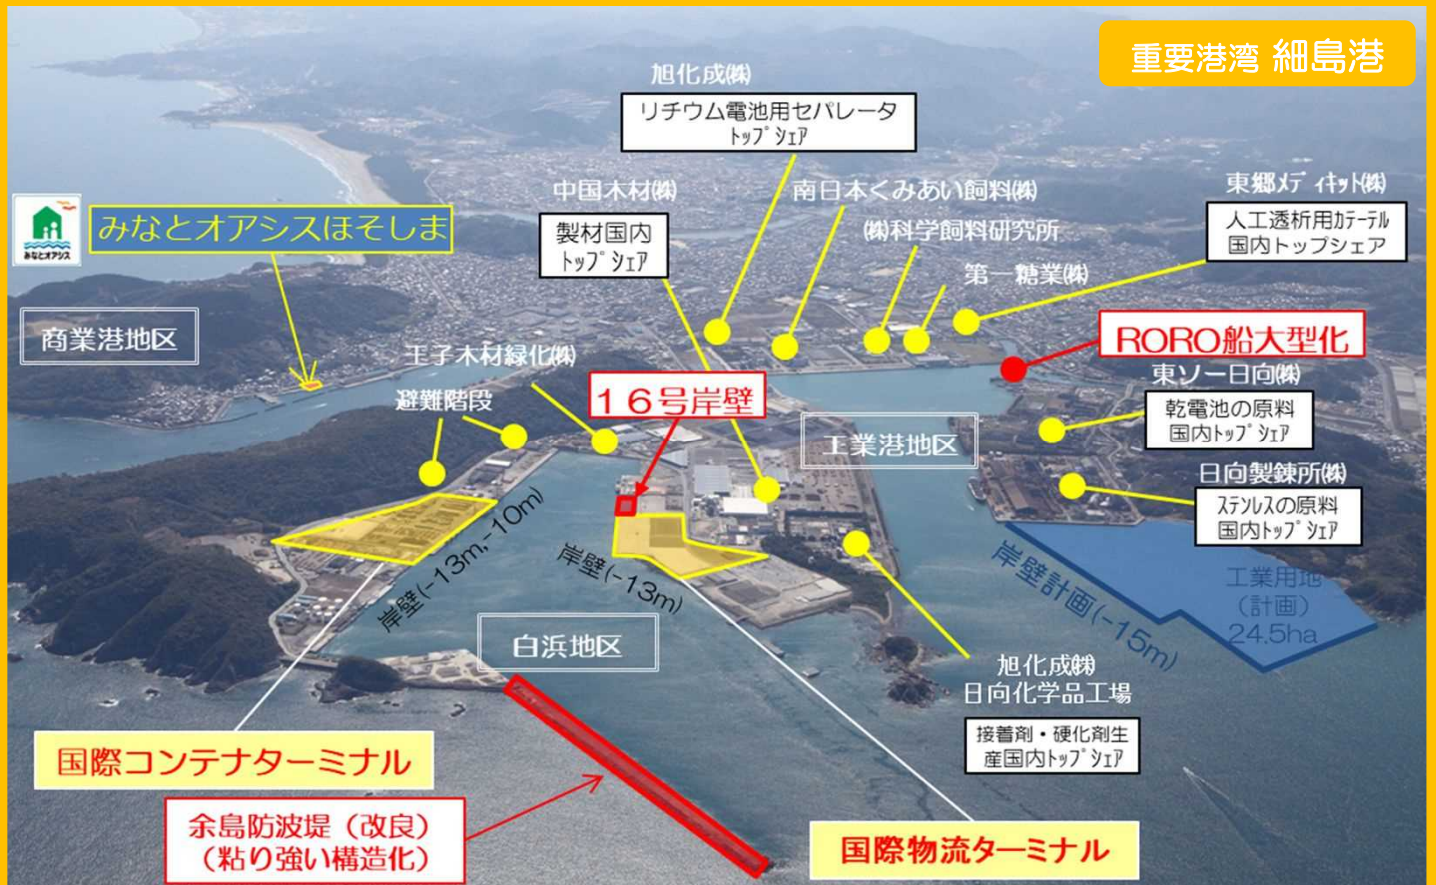 重要港湾 細島港
旭化成㈱
リチウム電池用セパレータ
トップシェア
中国木材㈱
製材国内
トップシェア
南日本くみあい飼料㈱
㈱科学飼料研究所
第一糖業㈱
東郷メディキット㈱
人工透析用カテーテル
国内トップシェア
みなとオアシス
みなとオアシスほそしま
商業港地区
王子木材緑化㈱
避難階段
16号岸壁
工業港地区
RORO船大型化
東ソー日向㈱
乾電池の原料
国内トップシェア
日向製錬所㈱
ステンレスの原料
国内トップシェア
岸壁(-13m,-10m)
岸壁(-13m)
岸壁計画(-15m)
工業用地
(計画)
24.5ha
白浜地区
旭化成㈱
日向化学品工場
接着剤・硬化剤生
産国内トップシェア
国際コンテナターミナル
余島防波堤（改良）
（粘り強い構造化）
国際物流ターミナル